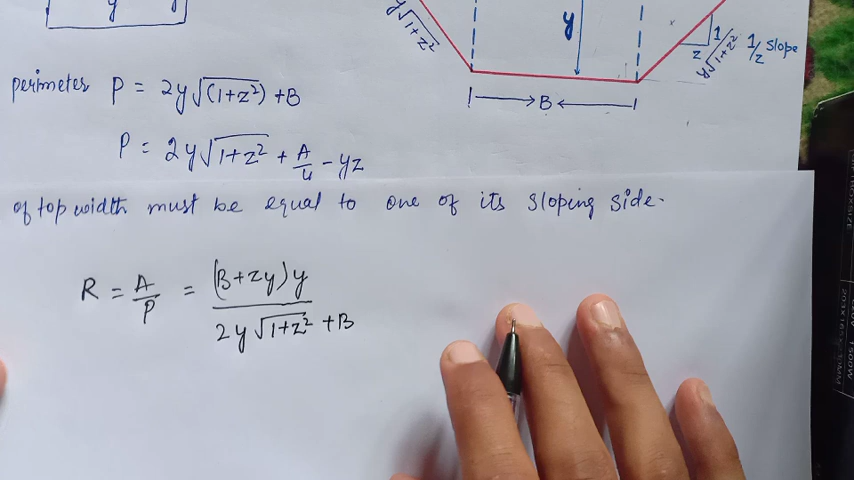 y
y√1+z²
y
1
z
y√1+z²
1/z slope
B
perimeter P = 2y√(1+z²) + B
P = 2y√1+z² + A/y - yz
of top width must be equal to one of its sloping side.
R = A/P = (B+zy)y / 2y√1+z² + B